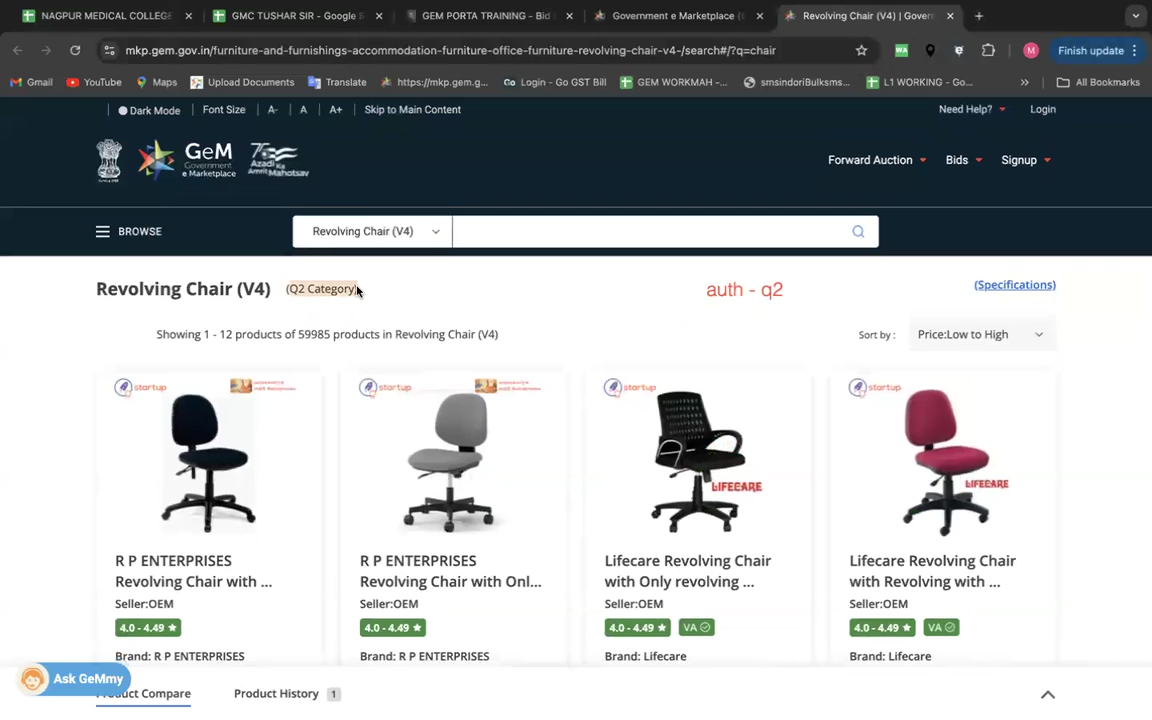 NAGPUR MEDICAL COLLEGE
GMC TUSHAR SIR - Google S
GEM PORTA TRAINING - Bid
Government e Marketplace (
Revolving Chair (V4) | Govern
mkp.gem.gov.in/furniture-and-furnishings-accommodation-furniture-office-furniture-revolving-chair-v4-/search#/?q=chair
M
Finish update
Gmail
YouTube
Maps
Upload Documents
Translate
https://mkp.gem.g...
Go Login - Go GST Bill
GEM WORKMAH -...
smsindoriBulksms...
L1 WORKING - Go...
»
All Bookmarks
Dark Mode
Font Size
A-
A
A+
Skip to Main Content
Need Help?
Login
GeM
Government
e Marketplace
75
Azadi Ka
Amrit Mahotsav
Forward Auction
Bids
Signup
BROWSE
Revolving Chair (V4)
Revolving Chair (V4) (Q2 Category)
auth - q2
(Specifications)
Showing 1 - 12 products of 59985 products in Revolving Chair (V4)
Sort by :
Price:Low to High
startup
startup
startup
startup
LIFECARE
LIFECARE
R P ENTERPRISES
Revolving Chair with ...
Seller:OEM
4.0 - 4.49 ★
Brand: R P ENTERPRISES
R P ENTERPRISES
Revolving Chair with Onl...
Seller:OEM
4.0 - 4.49 ★
Brand: R P ENTERPRISES
Lifecare Revolving Chair
with Only revolving ...
Seller:OEM
4.0 - 4.49 ★ VA
Brand: Lifecare
Lifecare Revolving Chair
with Revolving with ...
Seller:OEM
4.0 - 4.49 ★ VA
Brand: Lifecare
Ask GeMmy
Product Compare
Product History 1